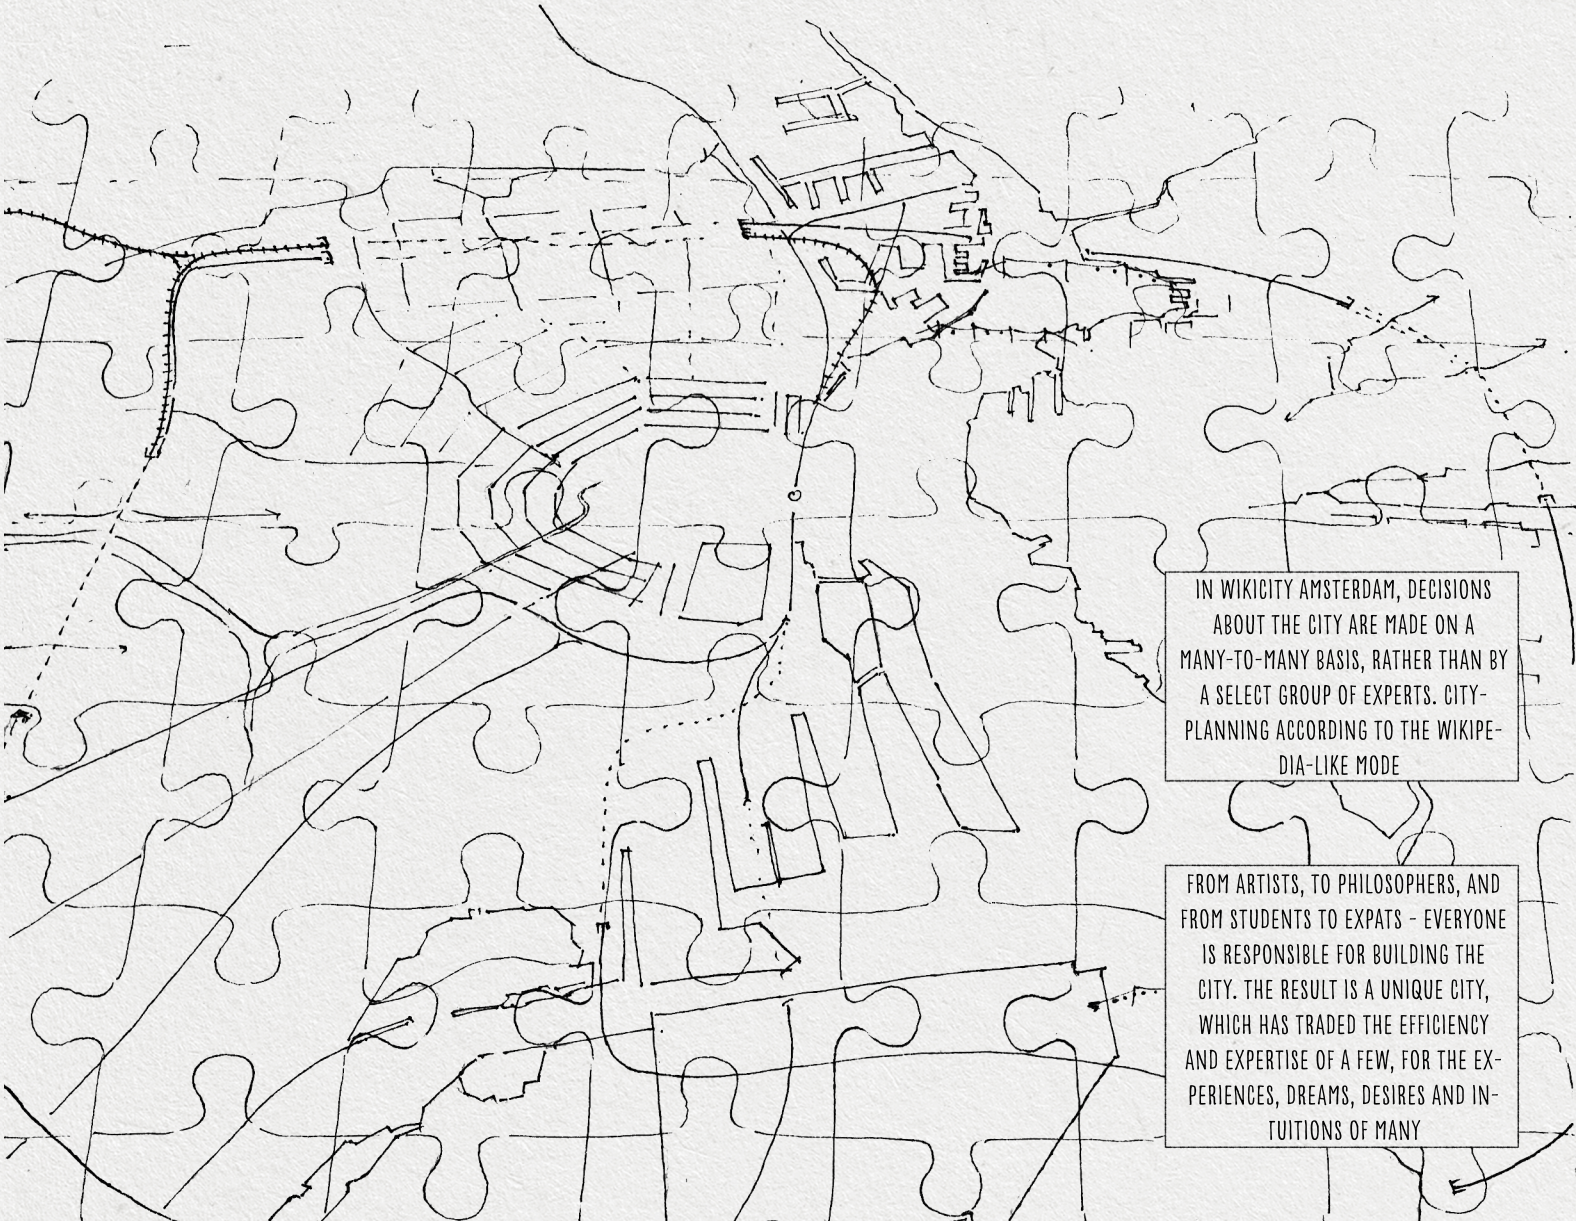 IN WIKICITY AMSTERDAM, DECISIONS
ABOUT THE CITY ARE MADE ON A
MANY-TO-MANY BASIS, RATHER THAN BY
A SELECT GROUP OF EXPERTS. CITY-
PLANNING ACCORDING TO THE WIKIPE-
DIA-LIKE MODE
FROM ARTISTS, TO PHILOSOPHERS, AND
FROM STUDENTS TO EXPATS - EVERYONE
IS RESPONSIBLE FOR BUILDING THE
CITY. THE RESULT IS A UNIQUE CITY,
WHICH HAS TRADED THE EFFICIENCY
AND EXPERTISE OF A FEW, FOR THE EX-
PERIENCES, DREAMS, DESIRES AND IN-
TUITIONS OF MANY